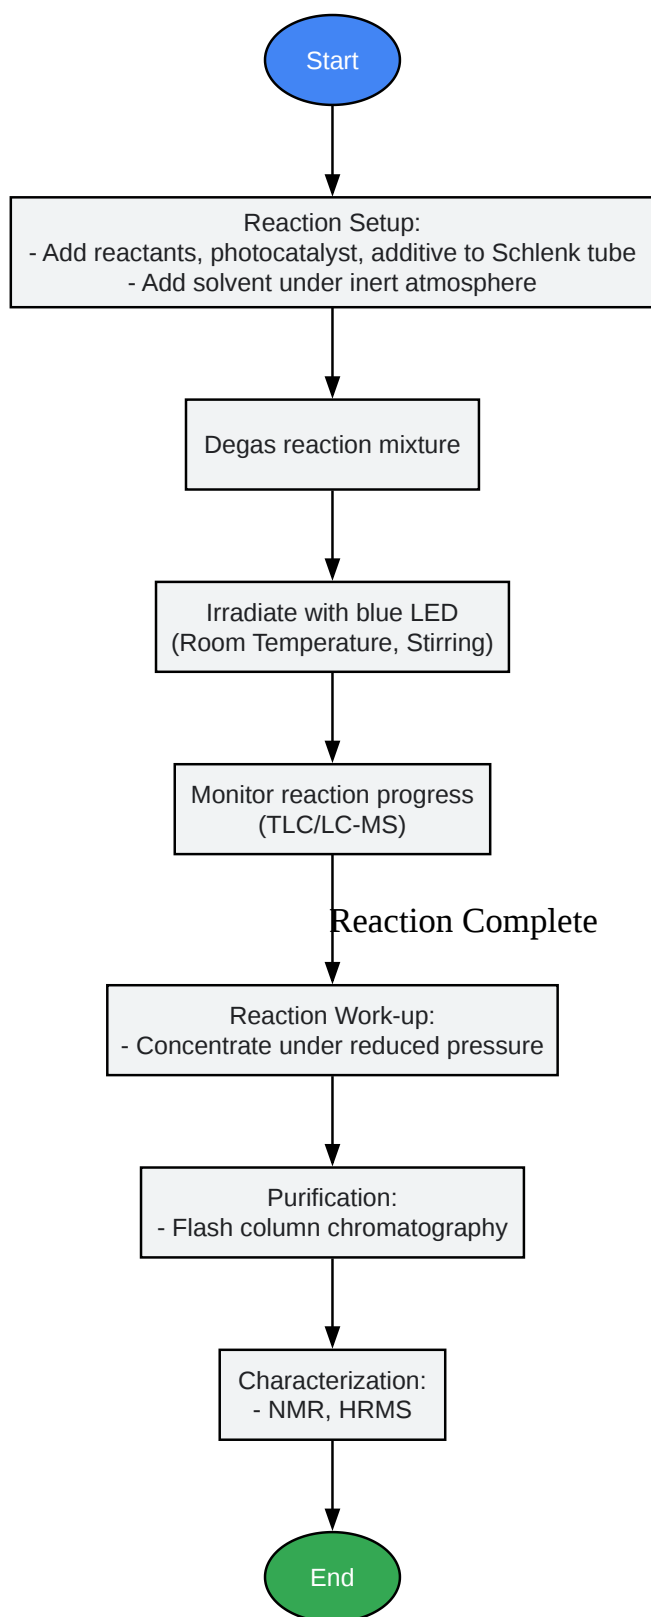 Start
Reaction Setup:
- Add reactants, photocatalyst, additive to Schlenk tube
- Add solvent under inert atmosphere
Degas reaction mixture
Irradiate with blue LED
(Room Temperature, Stirring)
Monitor reaction progress
(TLC/LC-MS)
Reaction Complete
Reaction Work-up:
- Concentrate under reduced pressure
Purification:
- Flash column chromatography
Characterization:
- NMR, HRMS
End